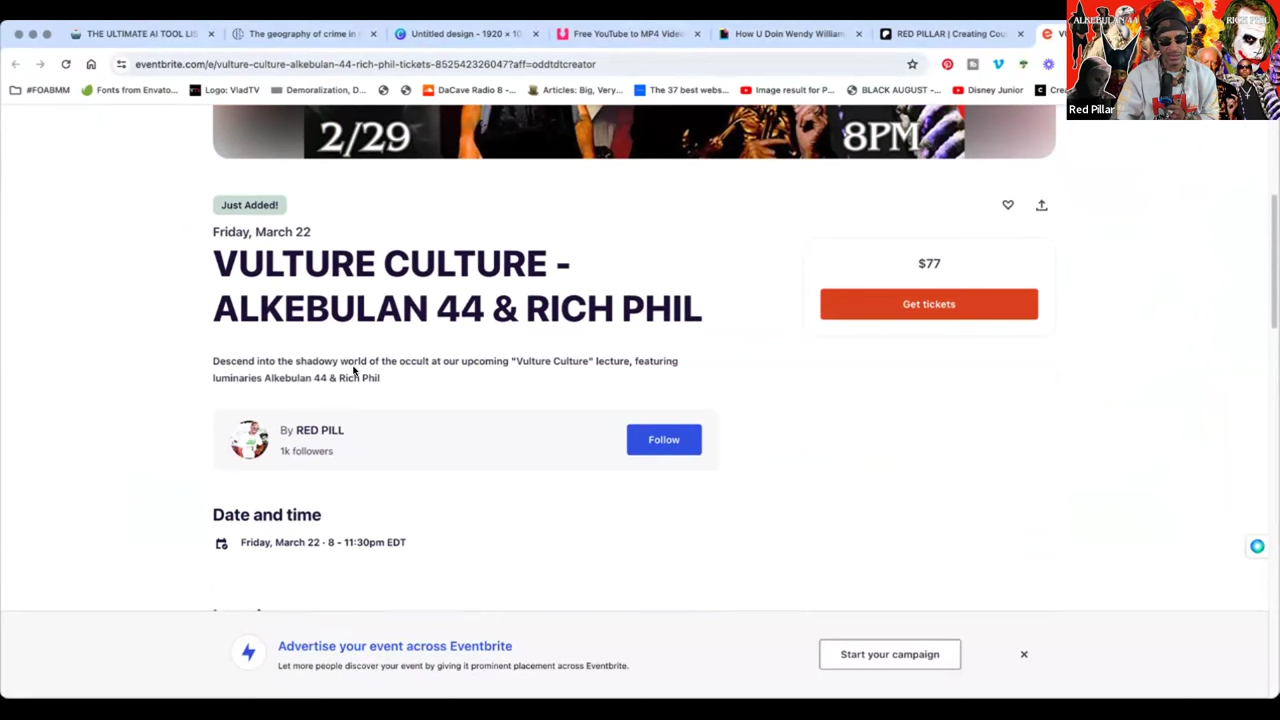 THE ULTIMATE AI TOOL LIS
The geography of crime in
Untitled design - 1920 × 10
Free YouTube to MP4 Video
How U Doin Wendy William
RED PILLAR | Creating Cou
eventbrite.com/e/vulture-culture-alkebulan-44-rich-phil-tickets-852542326047?aff=oddtdtcreator
#FOABMM
Fonts from Envato...
Logo: VladTV
Demoralization, D...
DaCave Radio 8 -...
Articles: Big, Very...
The 37 best webs...
Image result for P...
BLACK AUGUST -...
Disney Junior
Crea
ALKEBULAN 44
RICH PHIL
Red Pillar
2/29
8PM
Just Added!
Friday, March 22
VULTURE CULTURE -
ALKEBULAN 44 & RICH PHIL
$77
Get tickets
Descend into the shadowy world of the occult at our upcoming "Vulture Culture" lecture, featuring
luminaries Alkebulan 44 & Rich Phil
By RED PILL
1k followers
Follow
Date and time
Friday, March 22 · 8 - 11:30pm EDT
Advertise your event across Eventbrite
Let more people discover your event by giving it prominent placement across Eventbrite.
Start your campaign